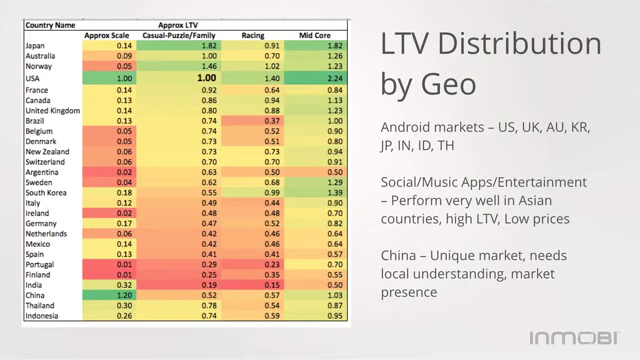 Country Name Approx LTV
Approx Scale Casual-Puzzle/Family Racing Mid Core
Japan 0.14 1.82 0.91 1.82
Australia 0.09 1.00 0.70 1.26
Norway 0.05 1.46 1.02 1.23
USA 1.00 1.00 1.40 2.24
France 0.14 0.92 0.64 0.84
Canada 0.13 0.86 0.94 1.13
United Kingdom 0.14 0.80 0.88 1.23
Brazil 0.13 0.74 0.37 1.00
Belgium 0.05 0.74 0.52 0.90
Denmark 0.05 0.73 0.51 0.80
New Zealand 0.06 0.73 0.73 0.94
Switzerland 0.06 0.70 0.70 0.91
Argentina 0.02 0.63 0.50 0.50
Sweden 0.04 0.62 0.68 1.29
South Korea 0.18 0.55 0.99 1.39
Italy 0.12 0.49 0.44 0.90
Ireland 0.02 0.48 0.48 0.70
Germany 0.17 0.47 0.52 0.82
Netherlands 0.06 0.42 0.46 0.64
Mexico 0.14 0.42 0.46 0.64
Spain 0.13 0.41 0.41 0.57
Portugal 0.01 0.29 0.23 0.70
Finland 0.01 0.25 0.35 0.55
India 0.32 0.19 0.15 0.50
China 1.20 0.52 0.57 1.03
Thailand 0.30 0.78 0.54 0.87
Indonesia 0.26 0.74 0.59 0.95
LTV Distribution
by Geo
Android markets – US, UK, AU, KR,
JP, IN, ID, TH
Social/Music Apps/Entertainment
– Perform very well in Asian
countries, high LTV, Low prices
China – Unique market, needs
local understanding, market
presence
INMOBI